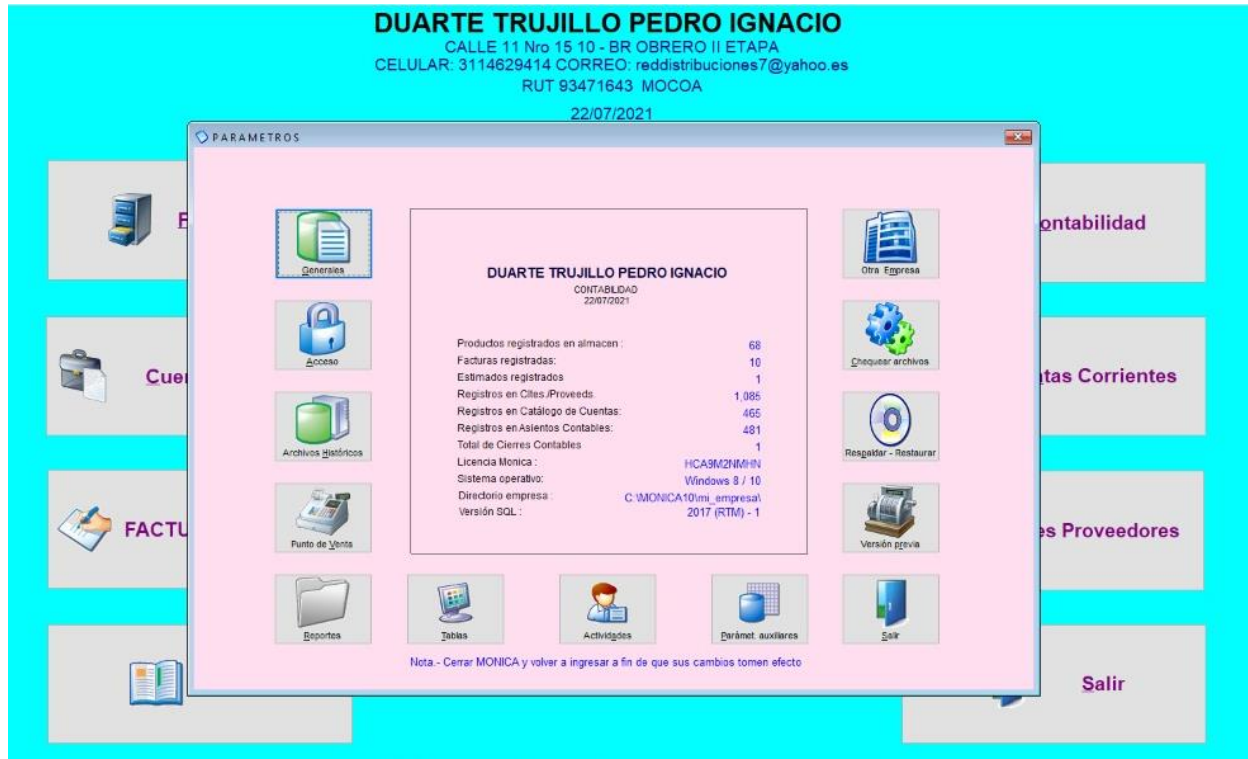 DUARTE TRUJILLO PEDRO IGNACIO
CALLE 11 Nro 15 10 - BR OBRERO II ETAPA
CELULAR: 3114629414 CORREO: reddistribuciones7@yahoo.es
RUT 93471643 MOCOA
22/07/2021
PARAMETROS
F
ontabilidad
Cuen
tas Corrientes
FACTU
es Proveedores
Salir
Generales
Acceso
Archivos Históricos
Punto de Venta
Reportes
DUARTE TRUJILLO PEDRO IGNACIO
CONTABILIDAD
22/07/2021
Productos registrados en almacen : 68
Facturas registradas: 10
Estimados registrados 1
Registros en Cltes./Proveeds. 1,085
Registros en Catálogo de Cuentas: 465
Registros en Asientos Contables: 481
Total de Cierres Contables 1
Licencia Monica : HCA9M2NMHN
Sistema operativo: Windows 8 / 10
Directorio empresa : C:\MONICA10\mi_empresa\
Versión SQL : 2017 (RTM) - 1
Otra Empresa
Chequear archivos
Respaldar - Restaurar
Versión previa
Tablas
Actividades
Parámet. auxiliares
Salir
Nota.- Cerrar MONICA y volver a ingresar a fin de que sus cambios tomen efecto